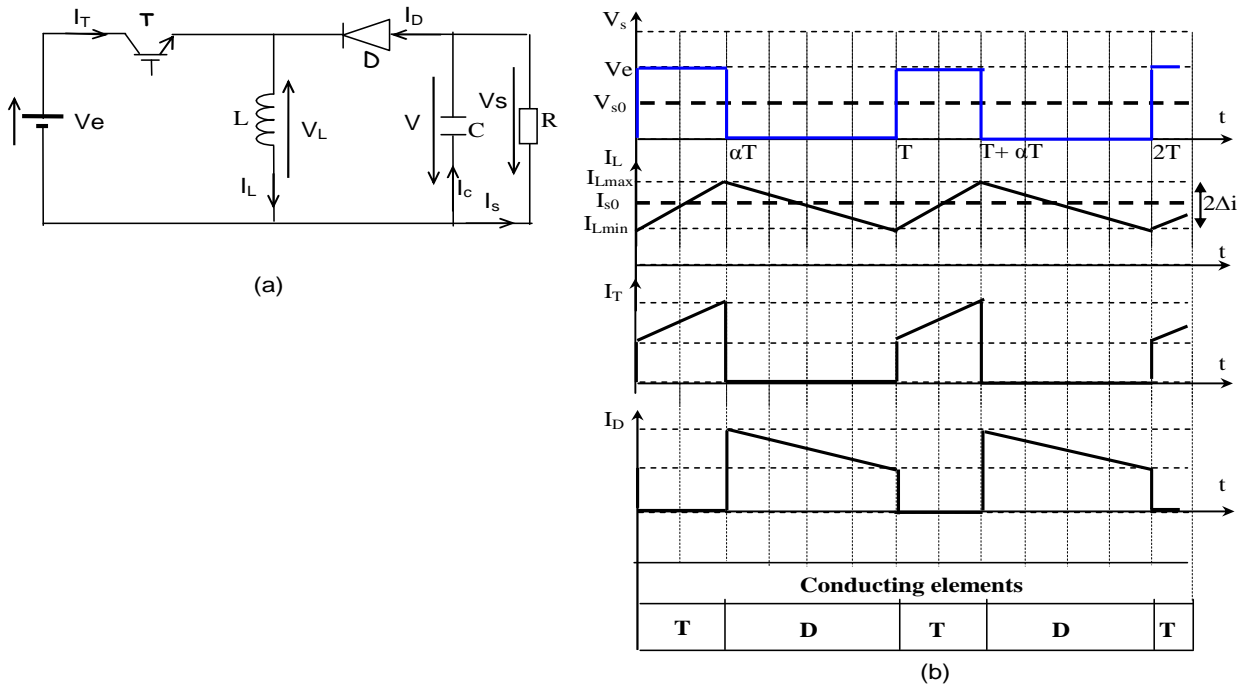 I_T T I_D
D
Ve L V_L V C Vs R
I_L I_c I_s
(a)
V_s
Ve
V_s0
t
αT T T+ αT 2T
I_L
I_Lmax
I_s0 2Δi
I_Lmin
t
I_T
t
I_D
t
Conducting elements
T D T D T
(b)